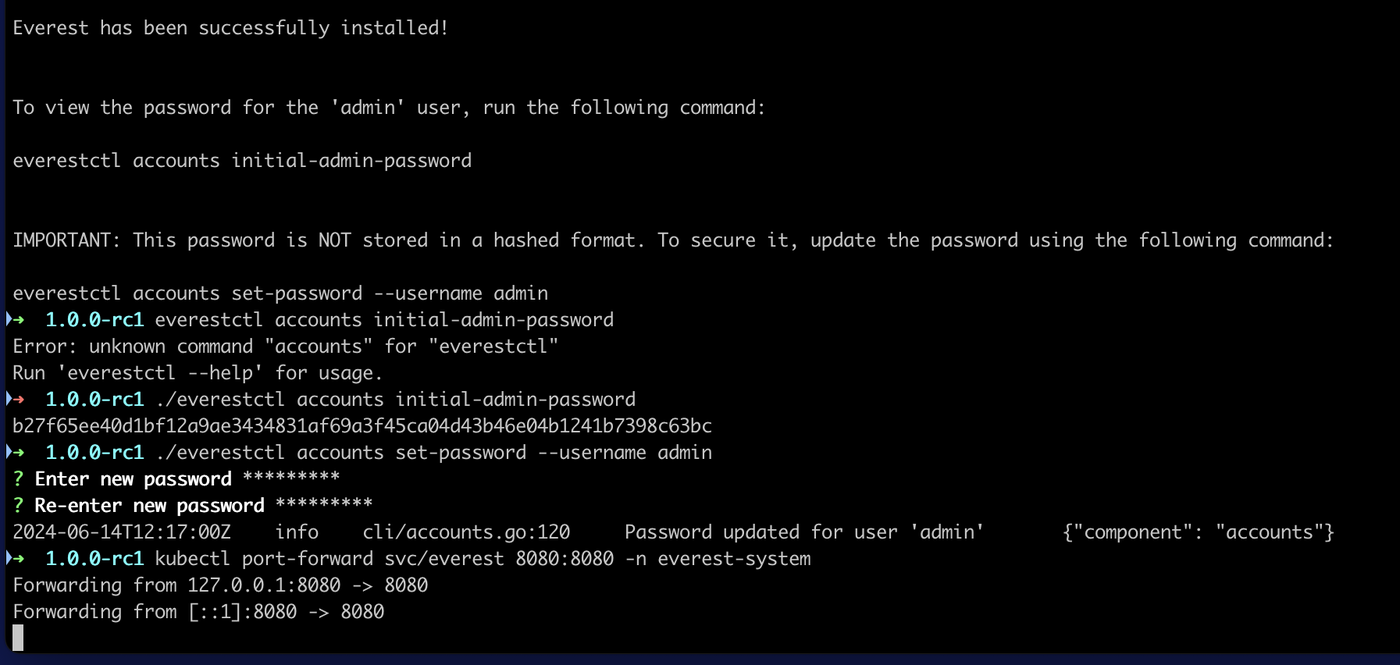 Everest has been successfully installed!
To view the password for the 'admin' user, run the following command:
everestctl accounts initial-admin-password
IMPORTANT: This password is NOT stored in a hashed format. To secure it, update the password using the following command:
everestctl accounts set-password --username admin
➜ 1.0.0-rc1 everestctl accounts initial-admin-password
Error: unknown command "accounts" for "everestctl"
Run 'everestctl --help' for usage.
➜ 1.0.0-rc1 ./everestctl accounts initial-admin-password
b27f65ee40d1bf12a9ae3434831af69a3f45ca04d43b46e04b1241b7398c63bc
➜ 1.0.0-rc1 ./everestctl accounts set-password --username admin
? Enter new password *********
? Re-enter new password *********
2024-06-14T12:17:00Z info cli/accounts.go:120 Password updated for user 'admin' {"component": "accounts"}
➜ 1.0.0-rc1 kubectl port-forward svc/everest 8080:8080 -n everest-system
Forwarding from 127.0.0.1:8080 -> 8080
Forwarding from [::1]:8080 -> 8080